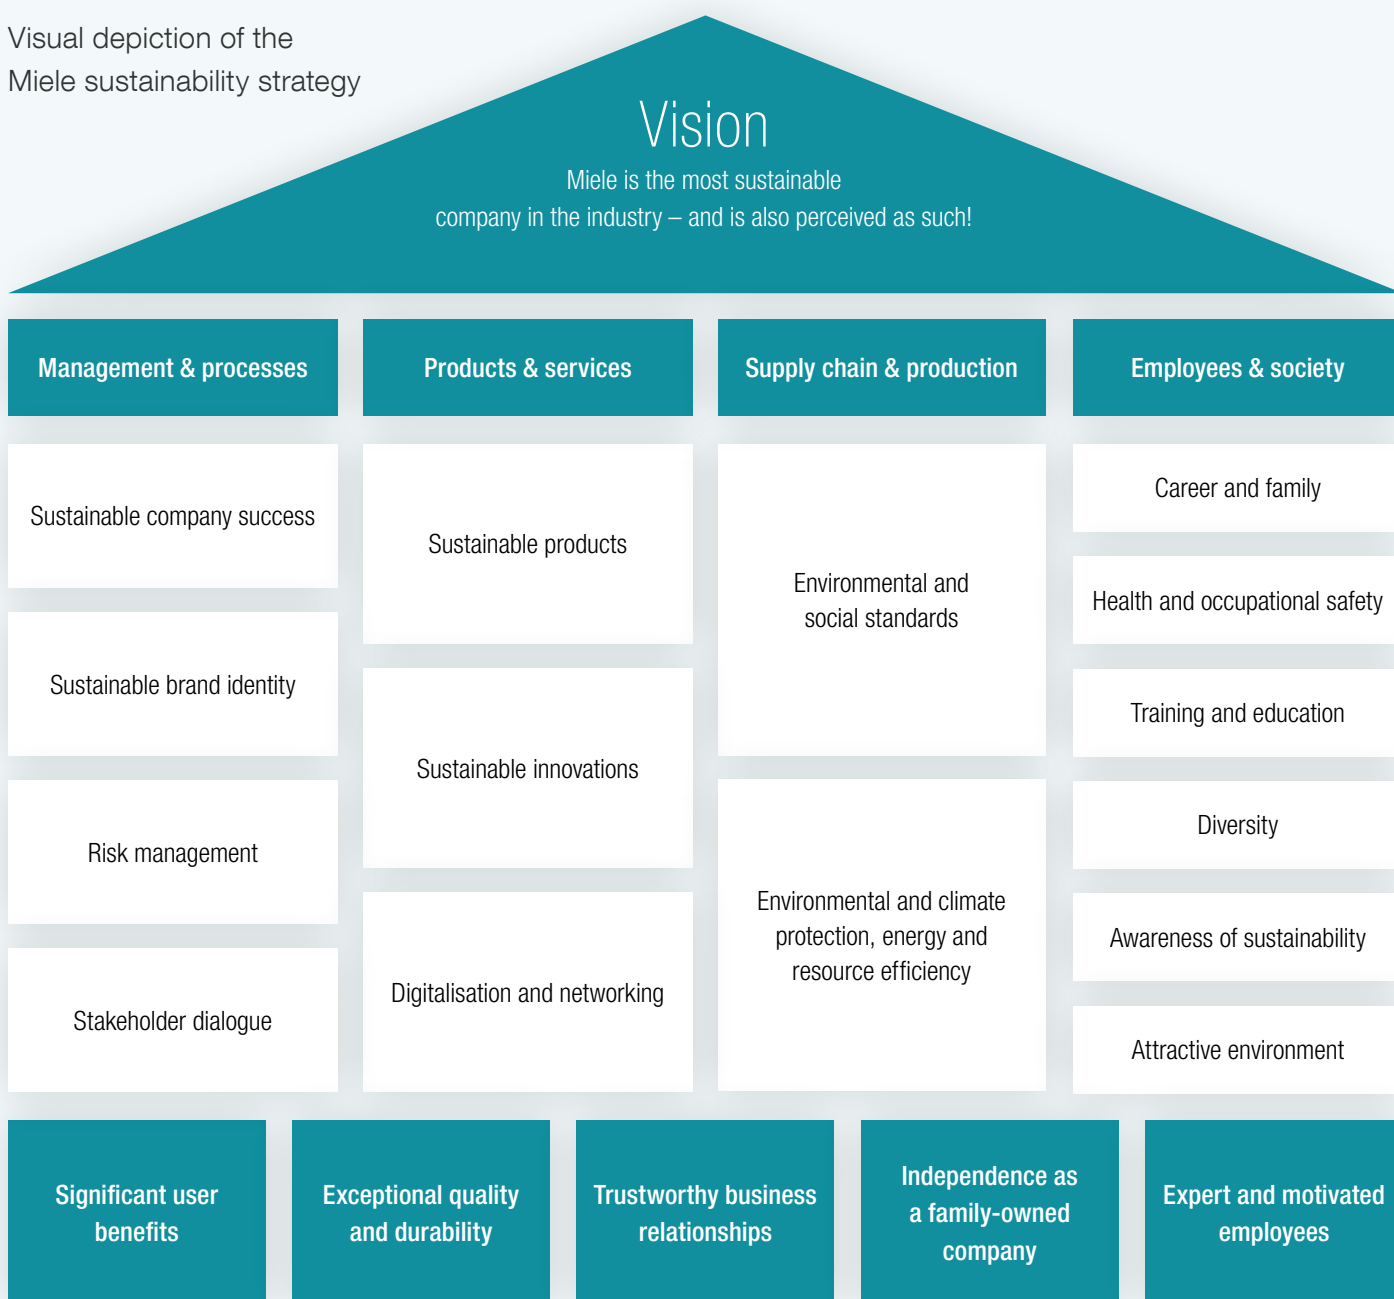 Visual depiction of the
Miele sustainability strategy
Vision
Miele is the most sustainable
company in the industry – and is also perceived as such!
Management & processes
Sustainable company success
Sustainable brand identity
Risk management
Stakeholder dialogue
Products & services
Sustainable products
Sustainable innovations
Digitalisation and networking
Supply chain & production
Environmental and
social standards
Environmental and climate
protection, energy and
resource efficiency
Employees & society
Career and family
Health and occupational safety
Training and education
Diversity
Awareness of sustainability
Attractive environment
Significant user
benefits
Exceptional quality
and durability
Trustworthy business
relationships
Independence as
a family-owned
company
Expert and motivated
employees